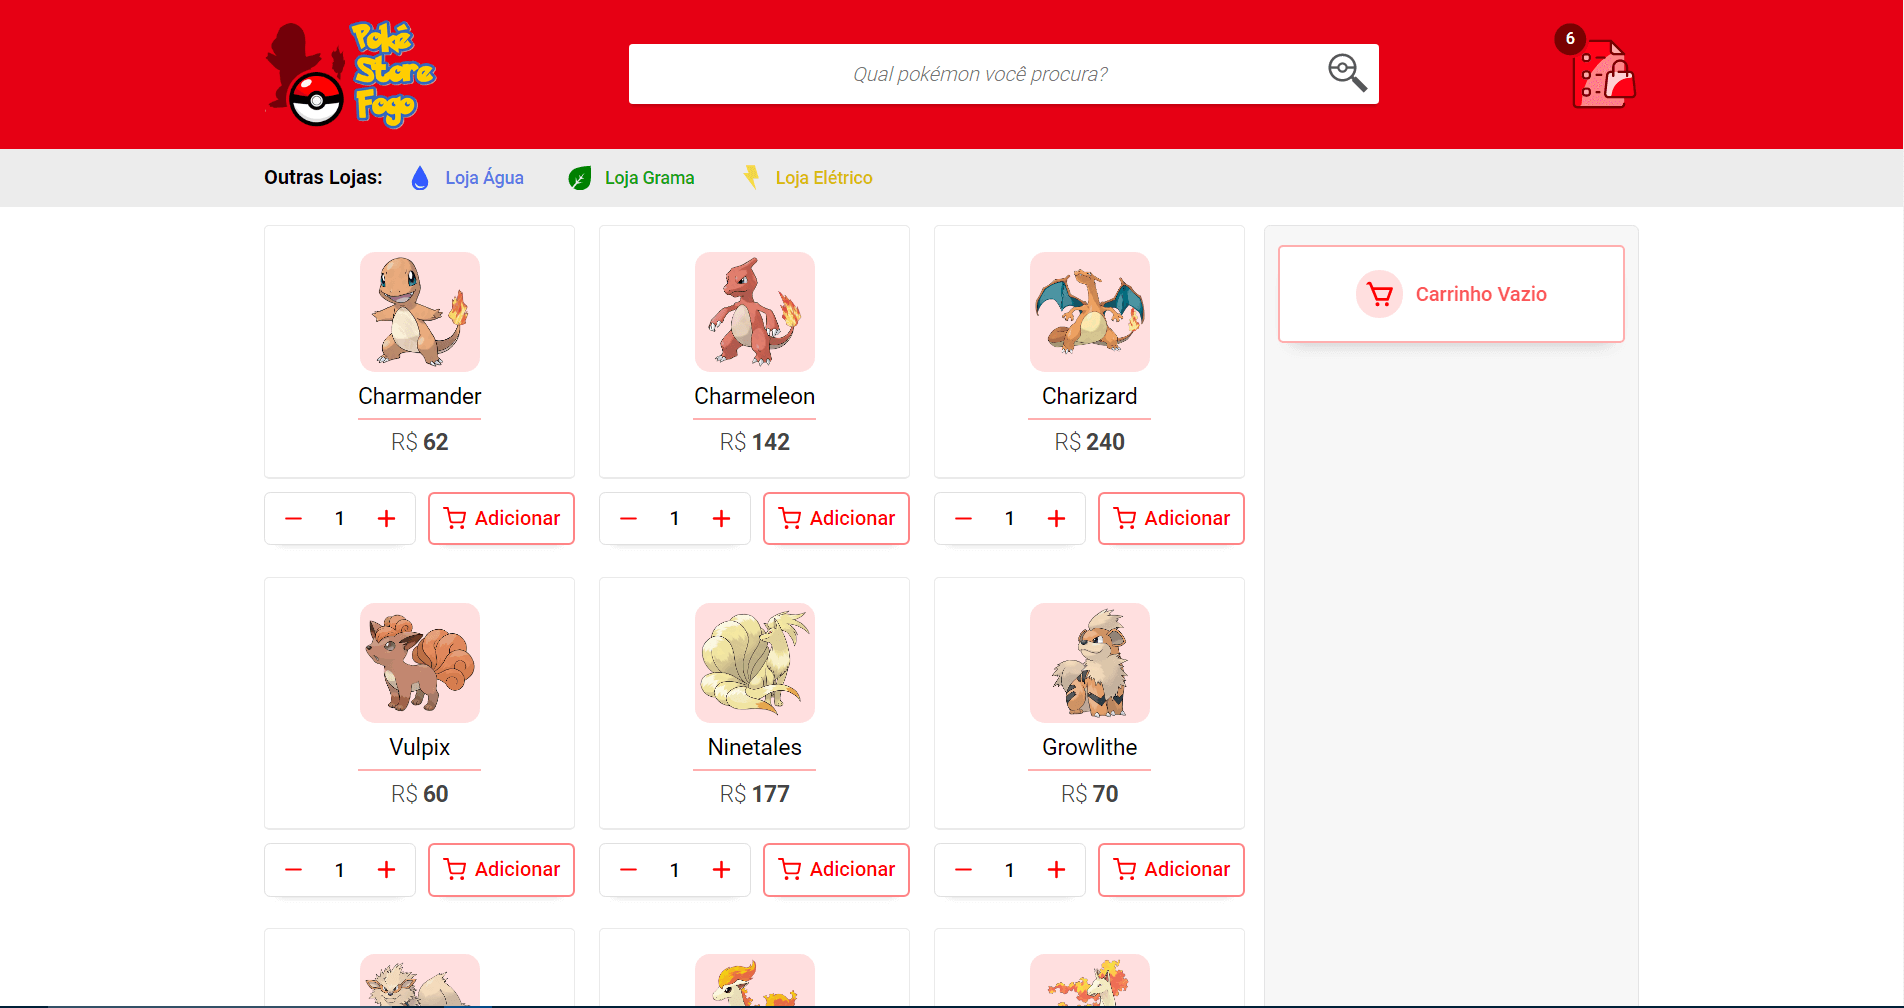 Poké
Store
Fogo
Qual pokémon você procura?
6
Outras Lojas:
Loja Água
Loja Grama
Loja Elétrico
Charmander
R$ 62
Charmeleon
R$ 142
Charizard
R$ 240
Carrinho Vazio
− 1 +
Adicionar
− 1 +
Adicionar
− 1 +
Adicionar
Vulpix
R$ 60
Ninetales
R$ 177
Growlithe
R$ 70
− 1 +
Adicionar
− 1 +
Adicionar
− 1 +
Adicionar